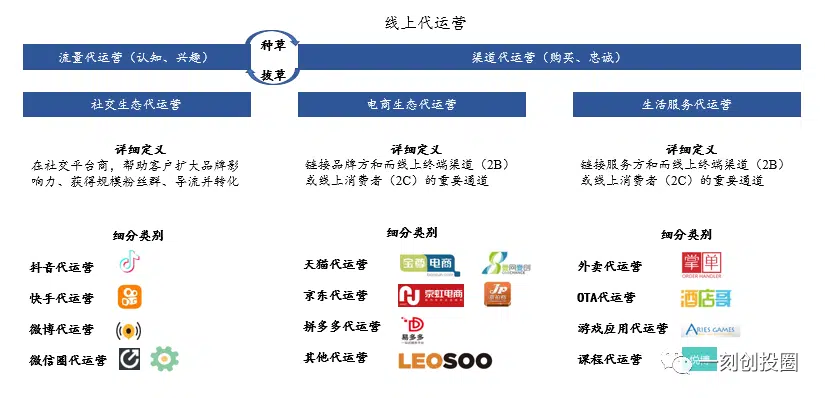 线上代运营
流量代运营（认知、兴趣）
种草
拔草
渠道代运营（购买、忠诚）
社交生态代运营
电商生态代运营
生活服务代运营
详细定义
在社交平台商，帮助客户扩大品牌影
响力、获得规模粉丝群、导流并转化
详细定义
链接品牌方和而线上终端渠道（2B）
或线上消费者（2C）的重要通道
详细定义
链接服务方和而线上终端渠道（2B）
或线上消费者（2C）的重要通道
细分类别
抖音代运营
快手代运营
微博代运营
微信圈代运营
细分类别
天猫代运营
宝尊电商
壹网壹创
京东代运营
京虹电商
拼多多代运营
易多多
其他代运营
LEOSOO
细分类别
外卖代运营
掌单
ORDER HANDLER
OTA代运营
酒店哥
游戏应用代运营
ARIES GAMES
课程代运营
一刻创投圈